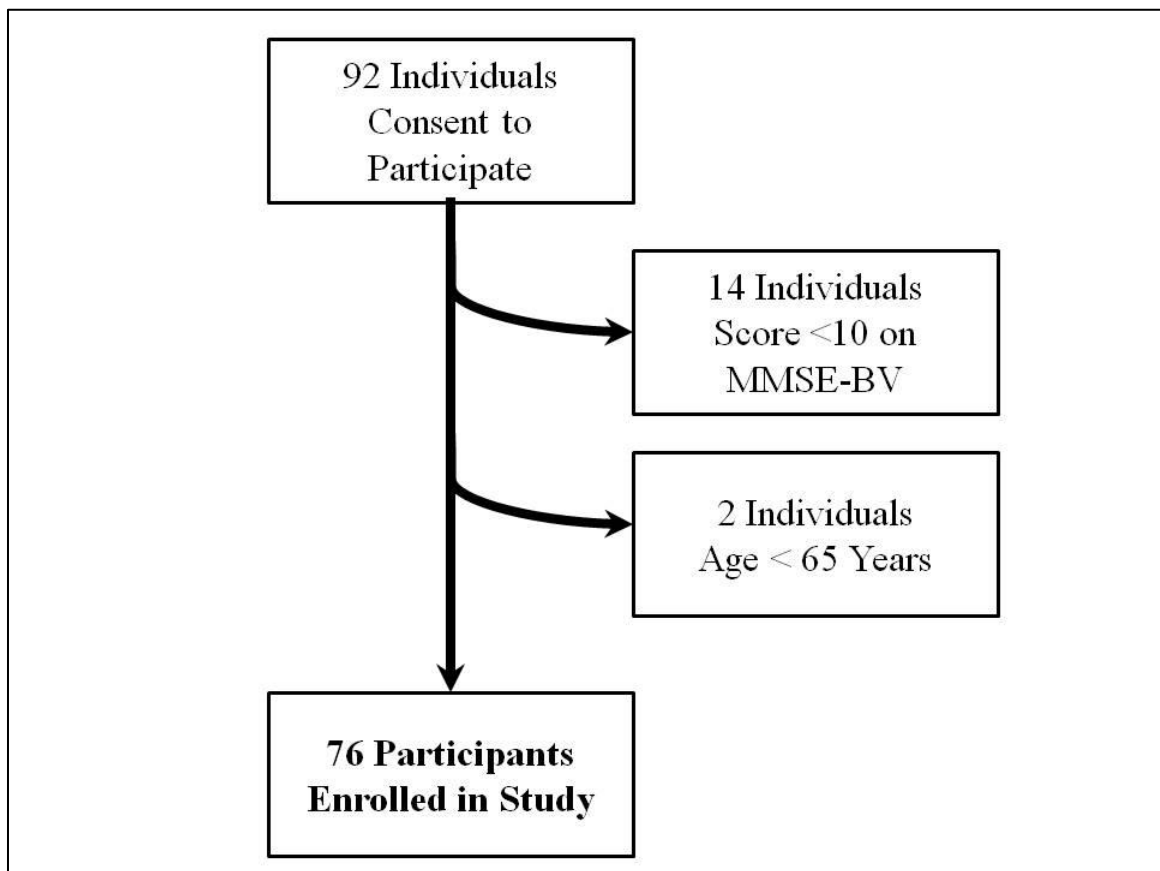 92 Individuals
Consent to
Participate
14 Individuals
Score <10 on
MMSE-BV
2 Individuals
Age < 65 Years
76 Participants
Enrolled in Study